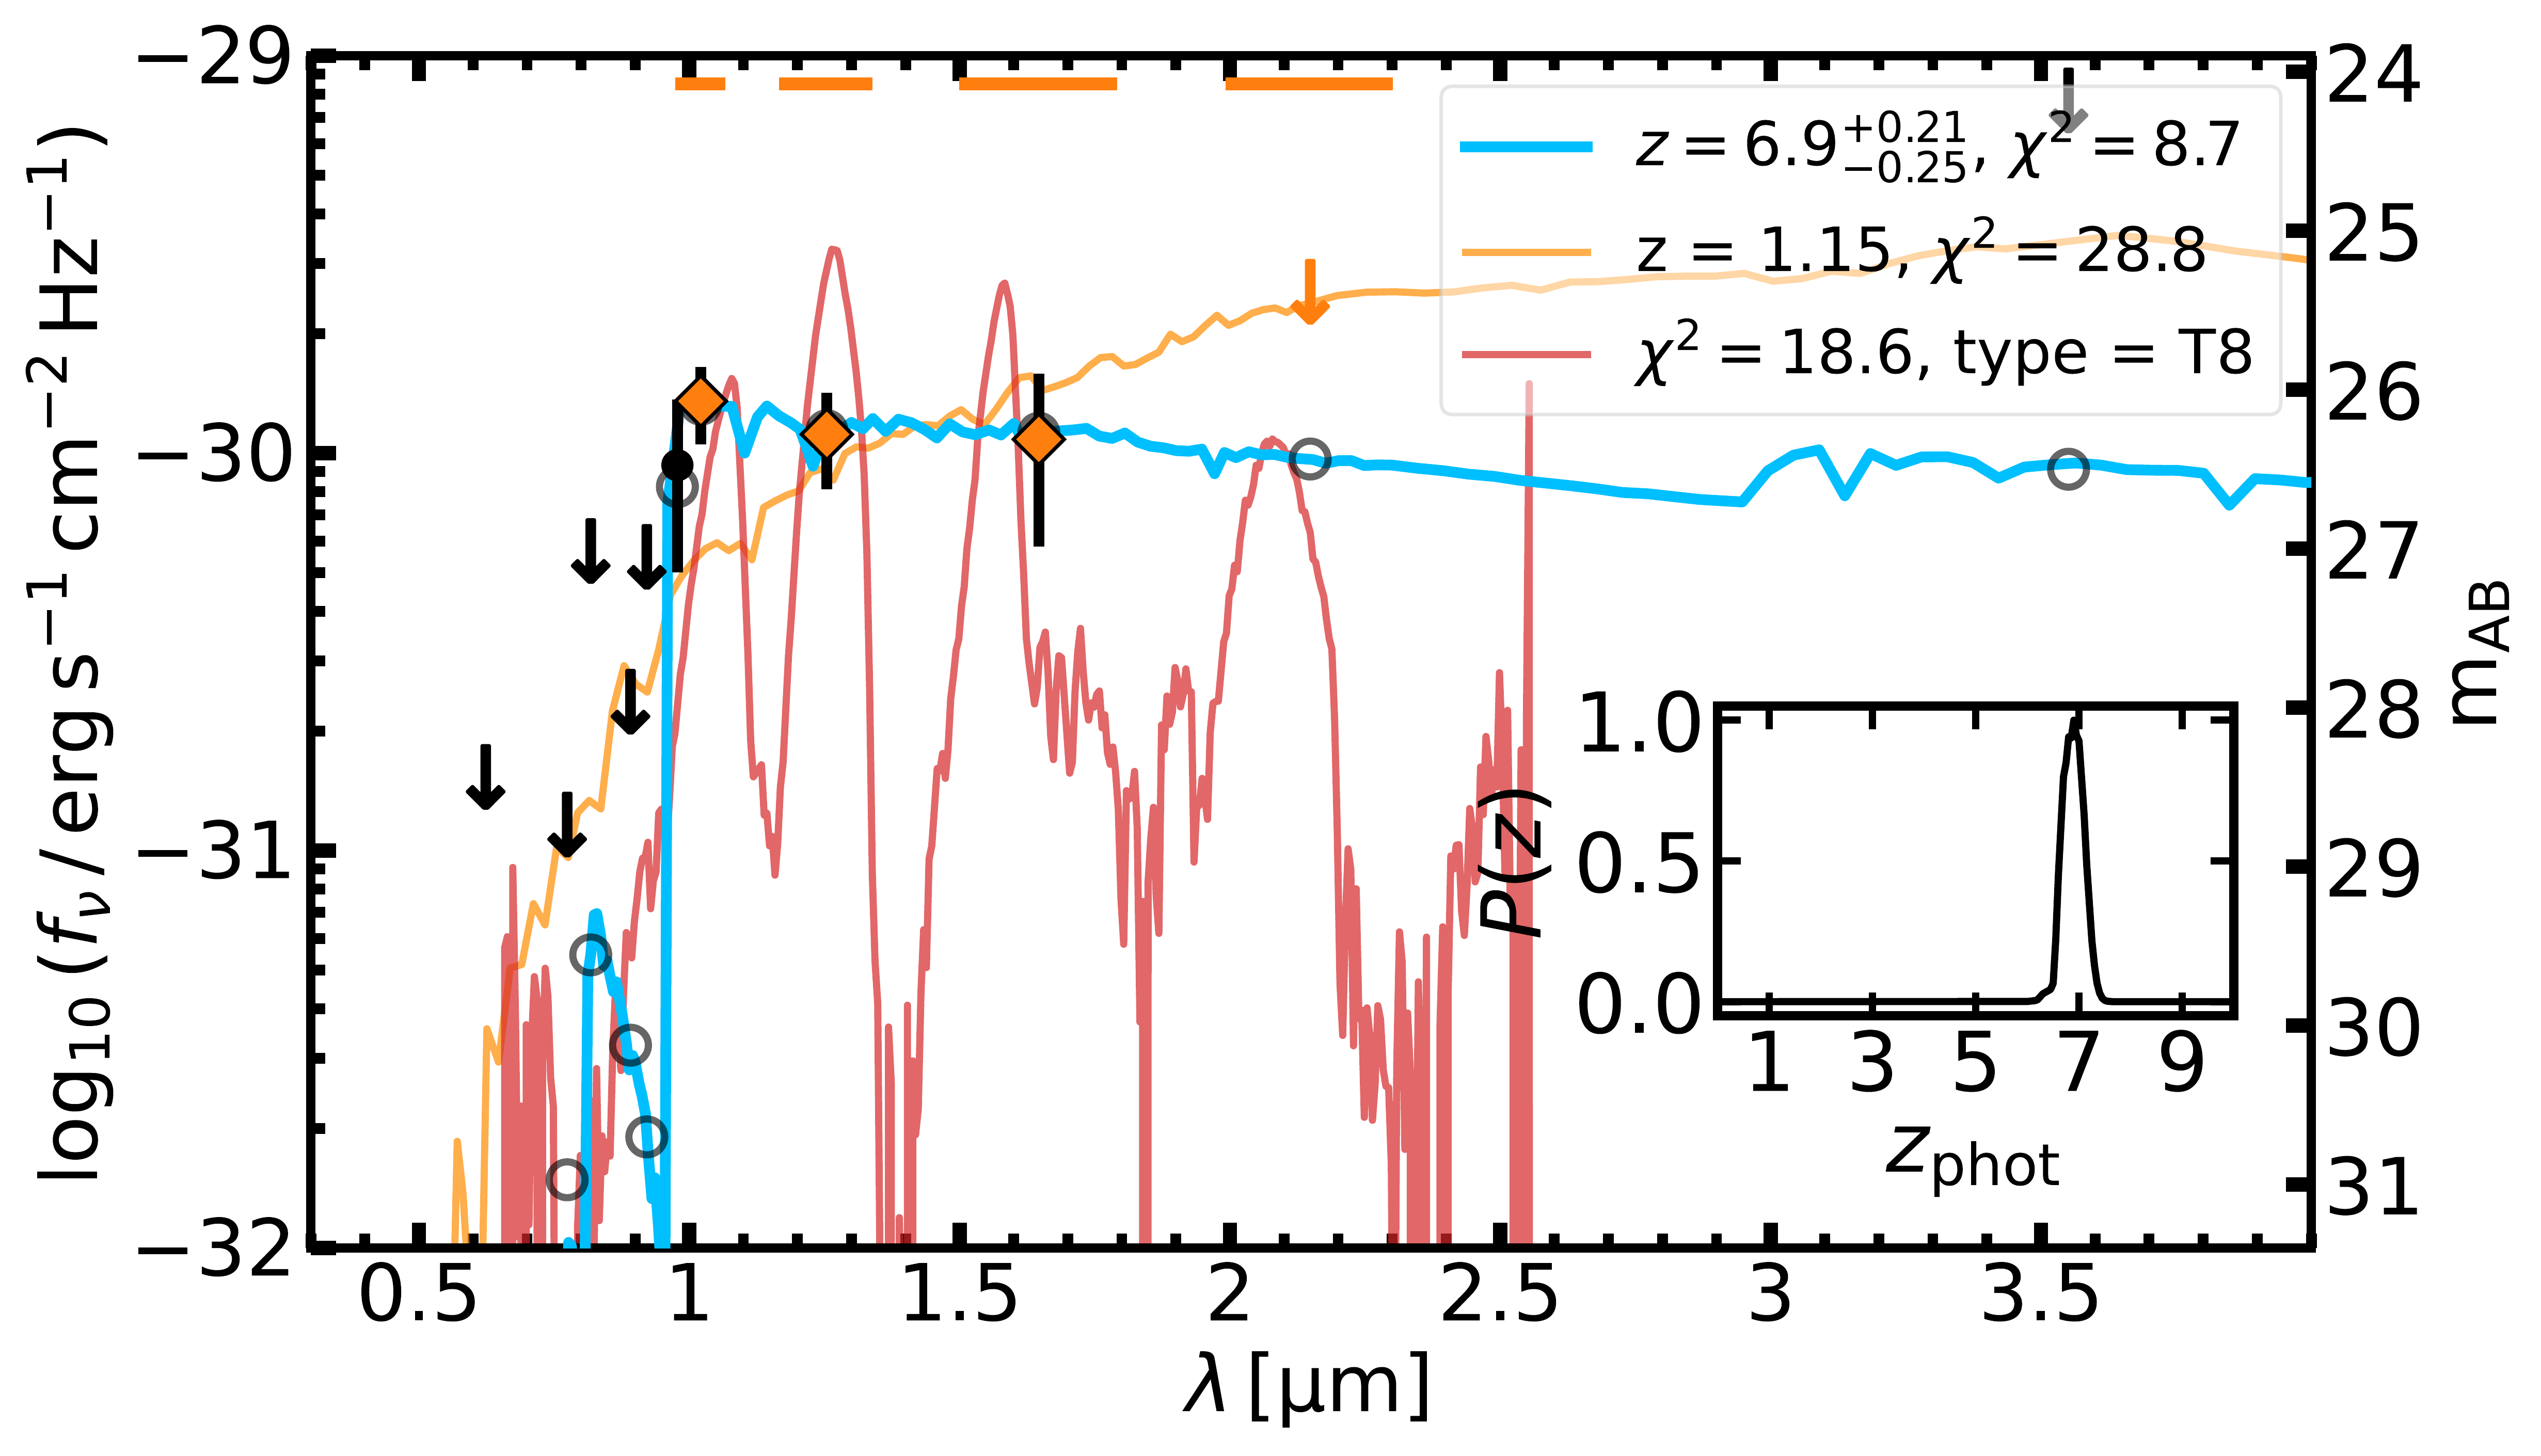 −29
−30
−31
−32
log₁₀ (fν / erg s⁻¹ cm⁻² Hz⁻¹)
24
25
26
27
28
29
30
31
m_AB
z = 6.9^{+0.21}_{−0.25}, χ² = 8.7
z = 1.15, χ² = 28.8
χ² = 18.6, type = T8
1.0
0.5
0.0
P(z)
1 3 5 7 9
z_phot
0.5 1 1.5 2 2.5 3 3.5
λ [μm]